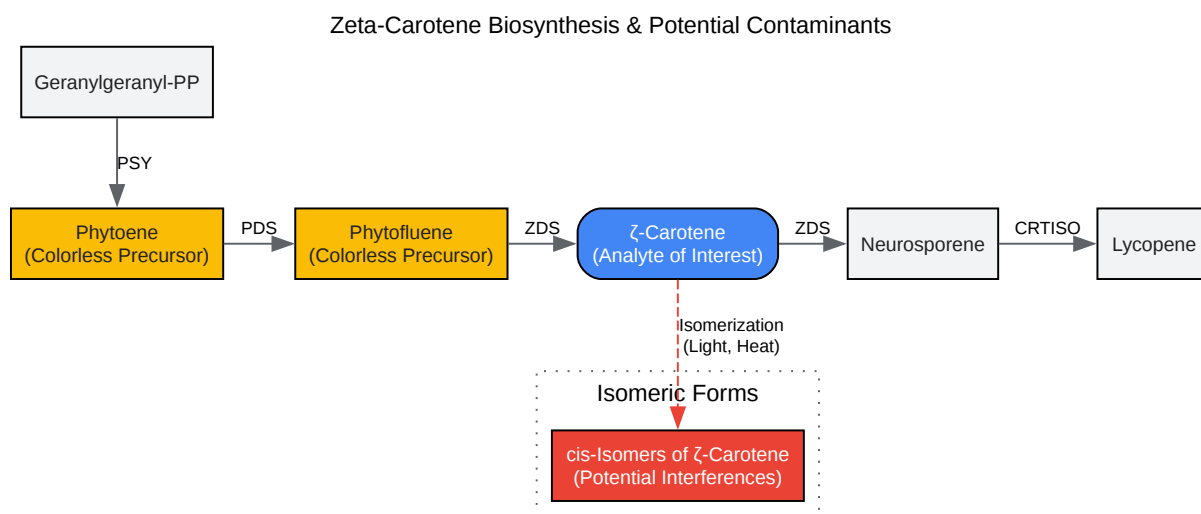 Zeta-Carotene Biosynthesis & Potential Contaminants
Geranylgeranyl-PP
PSY
Phytoene
(Colorless Precursor)
PDS
Phytofluene
(Colorless Precursor)
ZDS
ζ-Carotene
(Analyte of Interest)
ZDS
Neurosporene
CRTISO
Lycopene
Isomerization
(Light, Heat)
Isomeric Forms
cis-Isomers of ζ-Carotene
(Potential Interferences)